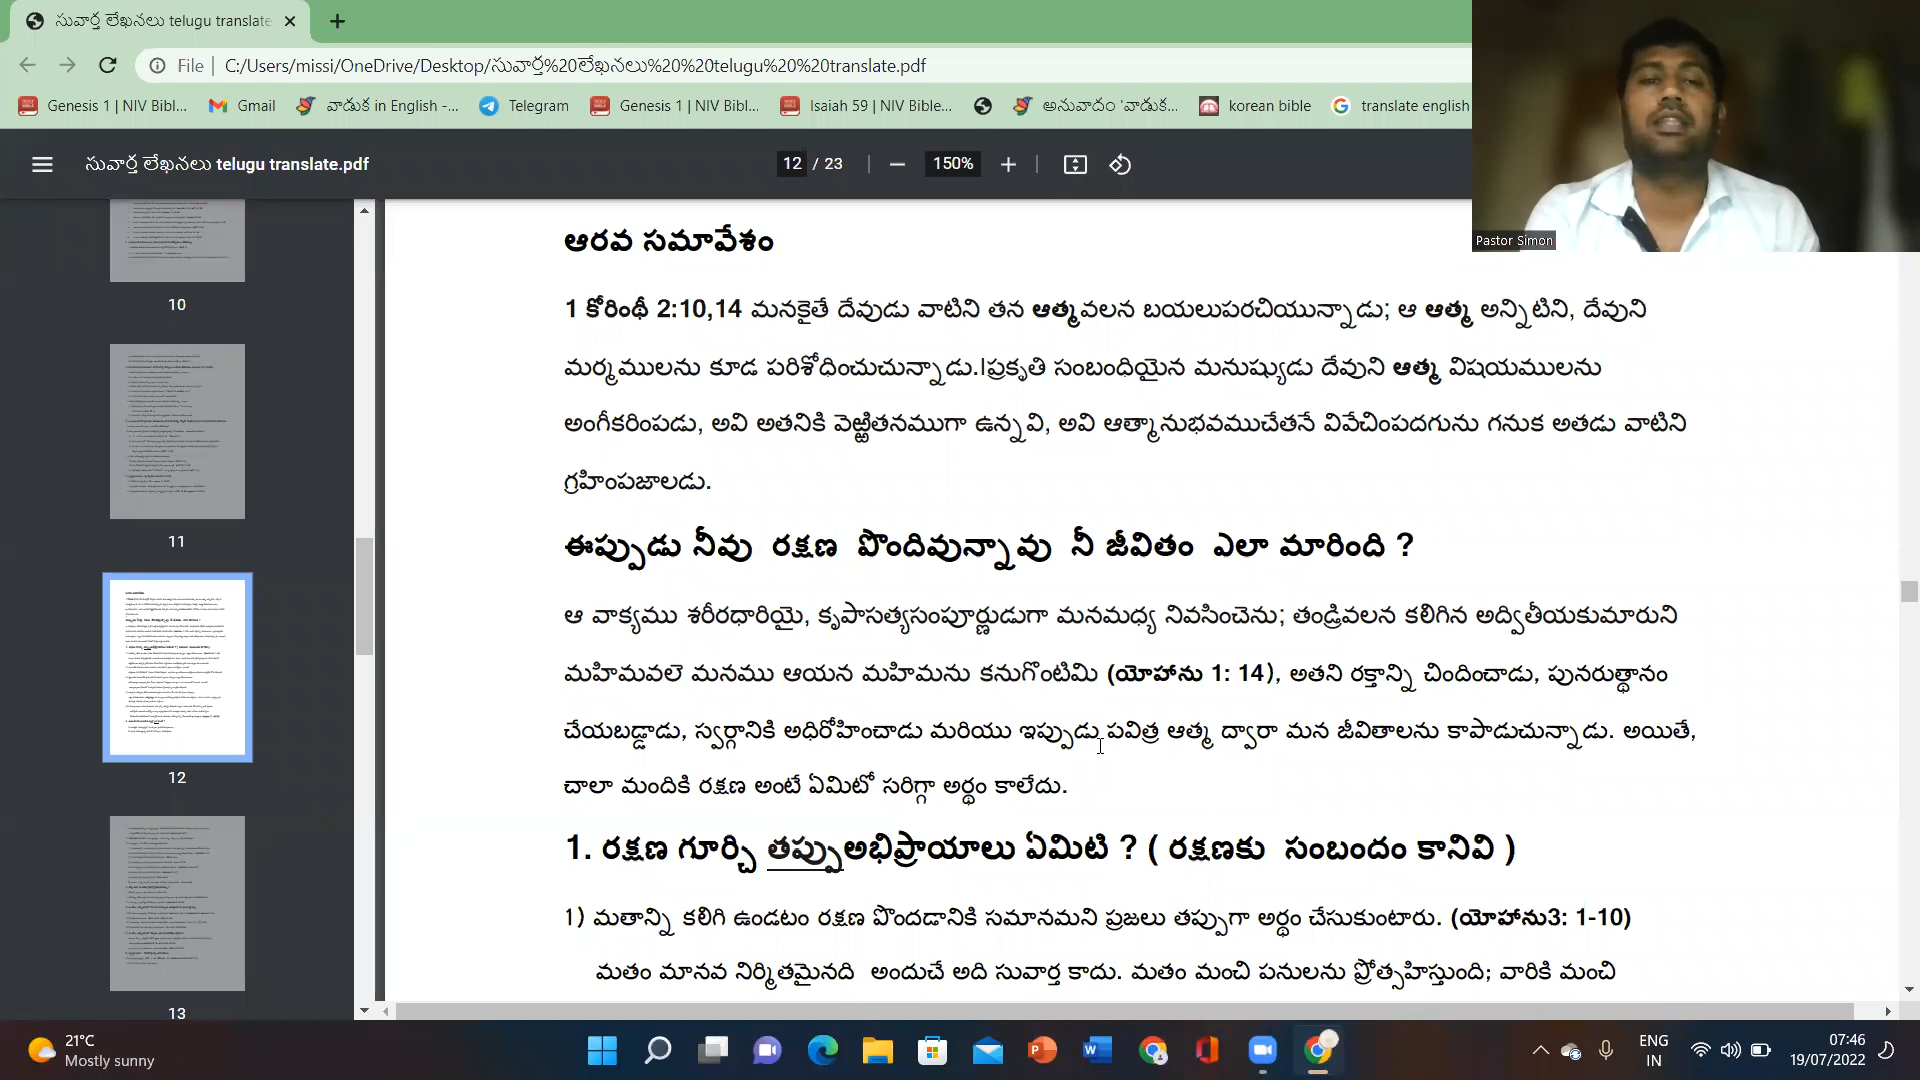 సువార్త లేఖనలు telugu translate
File
C:/Users/missi/OneDrive/Desktop/సువార్త%20లేఖనలు%20%20telugu%20%20translate.pdf
Genesis 1 | NIV Bibl...
Gmail
వాడుక in English -...
Telegram
Genesis 1 | NIV Bibl...
Isaiah 59 | NIV Bible...
అనువాదం 'వాడుక...
korean bible
translate english
Pastor Simon
సువార్త లేఖనలు telugu translate.pdf
12 / 23
150%
10
11
12
13
ఆరవ సమావేశం
1 కోరింథీ 2:10,14 మనకైతే దేవుడు వాటిని తన ఆత్మవలన బయలుపరచియున్నాడు; ఆ ఆత్మ అన్నిటిని, దేవుని
మర్మములను కూడ పరిశోధించుచున్నాడు.lప్రకృతి సంబంధియైన మనుష్యుడు దేవుని ఆత్మ విషయములను
అంగీకరింపడు, అవి అతనికి వెఱ్ఱితనముగా ఉన్నవి, అవి ఆత్మానుభవముచేతనే వివేచింపదగును గనుక అతడు వాటిని
గ్రహింపజాలడు.
ఈప్పుడు నీవు రక్షణ పొందివున్నావు నీ జీవితం ఎలా మారింది ?
ఆ వాక్యము శరీరధారియై, కృపాసత్యసంపూర్ణుడుగా మనమధ్య నివసించెను; తండ్రివలన కలిగిన అద్వితీయకుమారుని
మహిమవలె మనము ఆయన మహిమను కనుగొంటిమి (యోహాను 1: 14), అతని రక్తాన్ని చిందించాడు, పునరుత్థానం
చేయబడ్డాడు, స్వర్గానికి అధిరోహించాడు మరియు ఇప్పుడు పవిత్ర ఆత్మ ద్వారా మన జీవితాలను కాపాడుచున్నాడు. అయితే,
చాలా మందికి రక్షణ అంటే ఏమిటో సరిగ్గా అర్థం కాలేదు.
1. రక్షణ గూర్చి తప్పుఅభిప్రాయాలు ఏమిటి ? ( రక్షణకు సంబందం కానివి )
1) మతాన్ని కలిగి ఉండటం రక్షణ పొందడానికి సమానమని ప్రజలు తప్పుగా అర్థం చేసుకుంటారు. (యోహాను3: 1-10)
మతం మానవ నిర్మితమైనది అందుచే అది సువార్త కాదు. మతం మంచి పనులను ప్రోత్సహిస్తుంది; వారికి మంచి
21°C
Mostly sunny
ENG
IN
07:46
19/07/2022